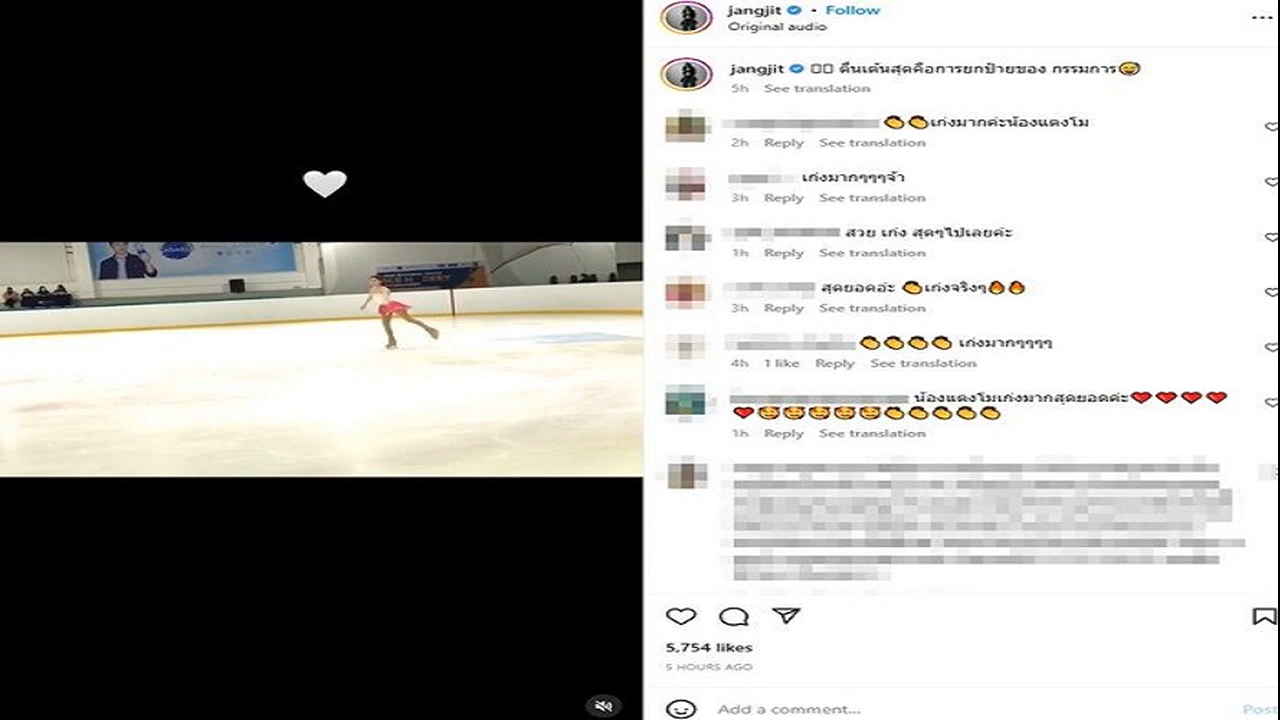 jangjit • Follow
Original audio
jangjit ตื่นเต้นสุดคือการยกป้ายของ กรรมการ😅
5h See translation
👏👏เก่งมากค่ะน้องแตงโม
2h Reply See translation
เก่งมากๆๆๆจ้า
3h Reply See translation
สวย เก่ง สุดๆไปเลยค่ะ
1h Reply See translation
สุดยอดอ่ะ 👏เก่งจริงๆ🔥🔥
3h Reply See translation
👏👏👏👏 เก่งมากๆๆๆๆ
4h 1 like Reply See translation
น้องแตงโมเก่งมากสุดยอดค่ะ❤️❤️❤️❤️
❤️🥰🥰🥰🥰🥰👏👏👏👏👏
1h Reply See translation
5,754 likes
5 HOURS AGO
Add a comment...
Post